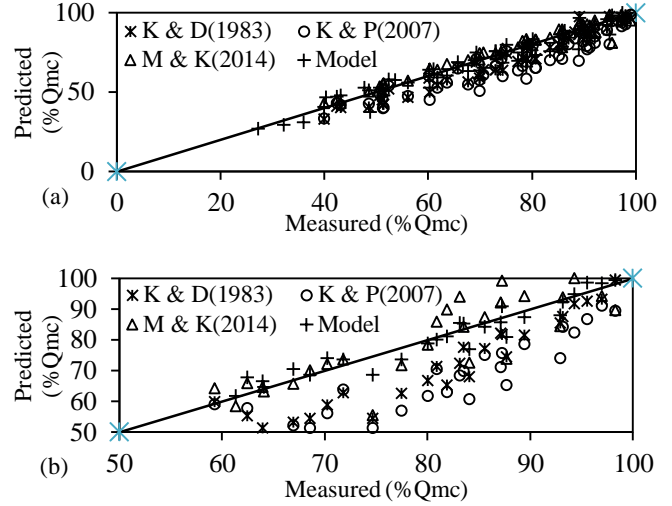 100
50
0
Predicted
(%Qmc)
K & D(1983) K & P(2007)
M & K(2014) Model
(a)
0 20 40 60 80 100
Measured (%Qmc)
100
90
80
70
60
50
Predicted
(%Qmc)
K & D(1983) K & P(2007)
M & K(2014) Model
(b)
50 60 70 80 90 100
Measured (%Qmc)